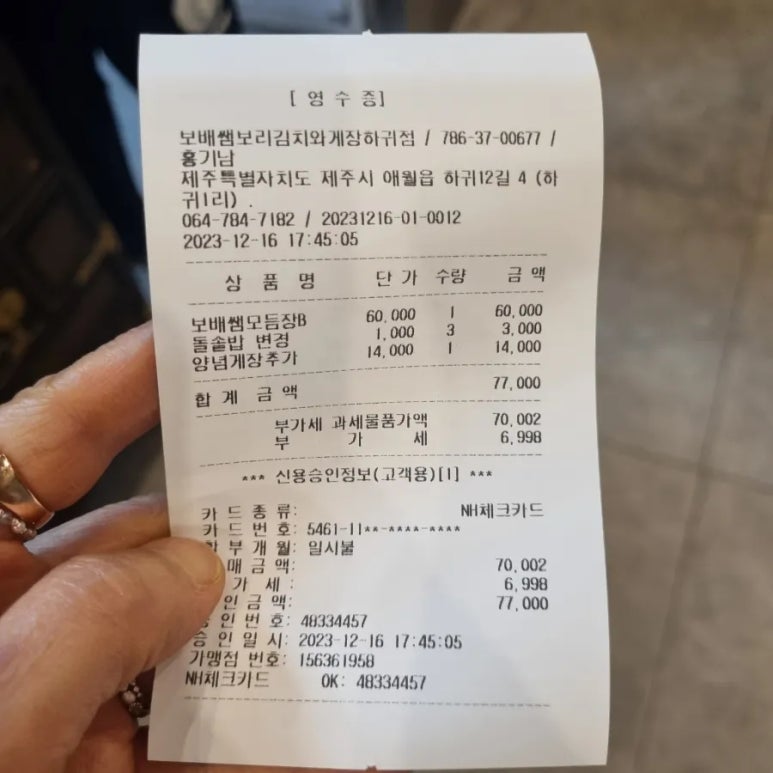 [ 영 수 증]
보배쌤보리김치와게장하귀점 / 786-37-00677 /
홍기남
제주특별자치도 제주시 애월읍 하귀12길 4 (하
귀1리) .
064-784-7182 / 20231216-01-0012
2023-12-16 17:45:05
상 품 명 단 가 수량 금 액
보배쌤모듬장B 60,000 1 60,000
돌솥밥 변경 1,000 3 3,000
양념게장추가 14,000 1 14,000
합 계 금 액 77,000
부가세 과세물품가액 70,002
부 가 세 6,998
*** 신용승인정보(고객용)[1] ***
카 드 종 류: NH체크카드
카 드 번 호: 5461-11**-****-****
부 개 월: 일시불
매 금 액: 70,002
가 세 : 6,998
인 금 액: 77,000
인 번 호: 48334457
승 인 일 시: 2023-12-16 17:45:05
가맹점 번호: 156361958
NH체크카드 OK: 48334457